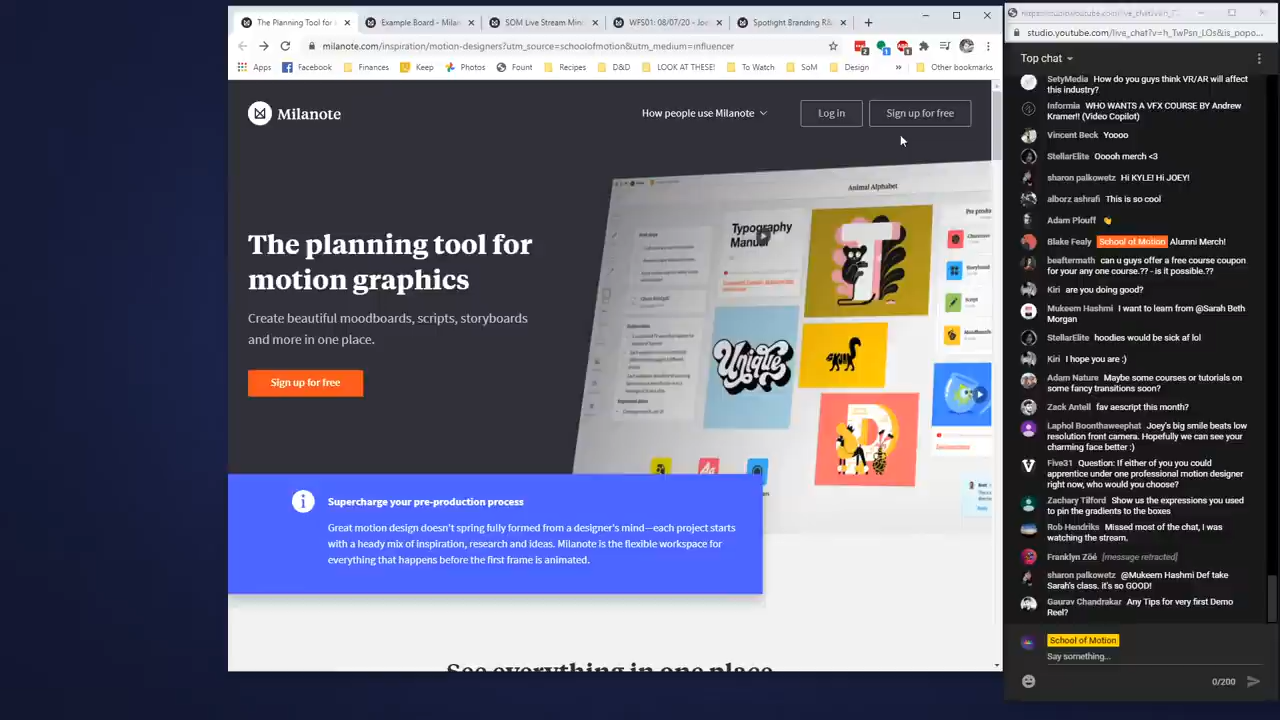 The Planning Tool for
Example Board - Milan
SOM Live Stream Min
WFS01: 08/07/20 - Joe
Spotlight Branding R&
milanote.com/inspiration/motion-designers?utm_source=schoolofmotion&utm_medium=influencer
Apps
Facebook
Finances
Keep
Photos
Fount
Recipes
D&D
LOOK AT THESE!
To Watch
SoM
Design
»
Other bookmarks
Milanote
How people use Milanote
Log in
Sign up for free
The planning tool for
motion graphics
Create beautiful moodboards, scripts, storyboards
and more in one place.
Sign up for free
Animal Alphabet
Typography
Manual
Unique
Supercharge your pre-production process
Great motion design doesn't spring fully formed from a designer's mind—each project starts
with a heady mix of inspiration, research and ideas. Milanote is the flexible workspace for
everything that happens before the first frame is animated.
See everything in one place
studio.youtube.com/live_chat?v=h_TwPsn_LOs&is_popo...
Top chat
SetyMedia How do you guys think VR/AR will affect
this industry?
Informia WHO WANTS A VFX COURSE BY Andrew
Kramer!! (Video Copilot)
Vincent Beck Yoooo
StellarElite Ooooh merch <3
sharon palkowetz Hi KYLE! Hi JOEY!
alborz ashrafi This is so cool
Adam Plouff 👏
Blake Fealy School of Motion Alumni Merch!
beaftermath can u guys offer a free course coupon
for your any one course.?? - is it possible.??
Kiri are you doing good?
Mukeem Hashmi I want to learn from @Sarah Beth
Morgan
StellarElite hoodies would be sick af lol
Kiri I hope you are :)
Adam Nature Maybe some courses or tutorials on
some fancy transitions soon?
Zack Antell fav aescript this month?
Laphol Boonthaweephat Joey's big smile beats low
resolution front camera. Hopefully we can see your
charming face better :)
Five31 Question: If either of you you could
apprentice under one professional motion designer
right now, who would you choose?
Zachary Tilford Show us the expressions you used
to pin the gradients to the boxes
Rob Hendriks Missed most of the chat, I was
watching the stream.
Franklyn Zöé [message retracted]
sharon palkowetz @Mukeem Hashmi Def take
Sarah's class. it's so GOOD!
Gaurav Chandrakar Any Tips for very first Demo
Reel?
School of Motion
Say something...
0/200